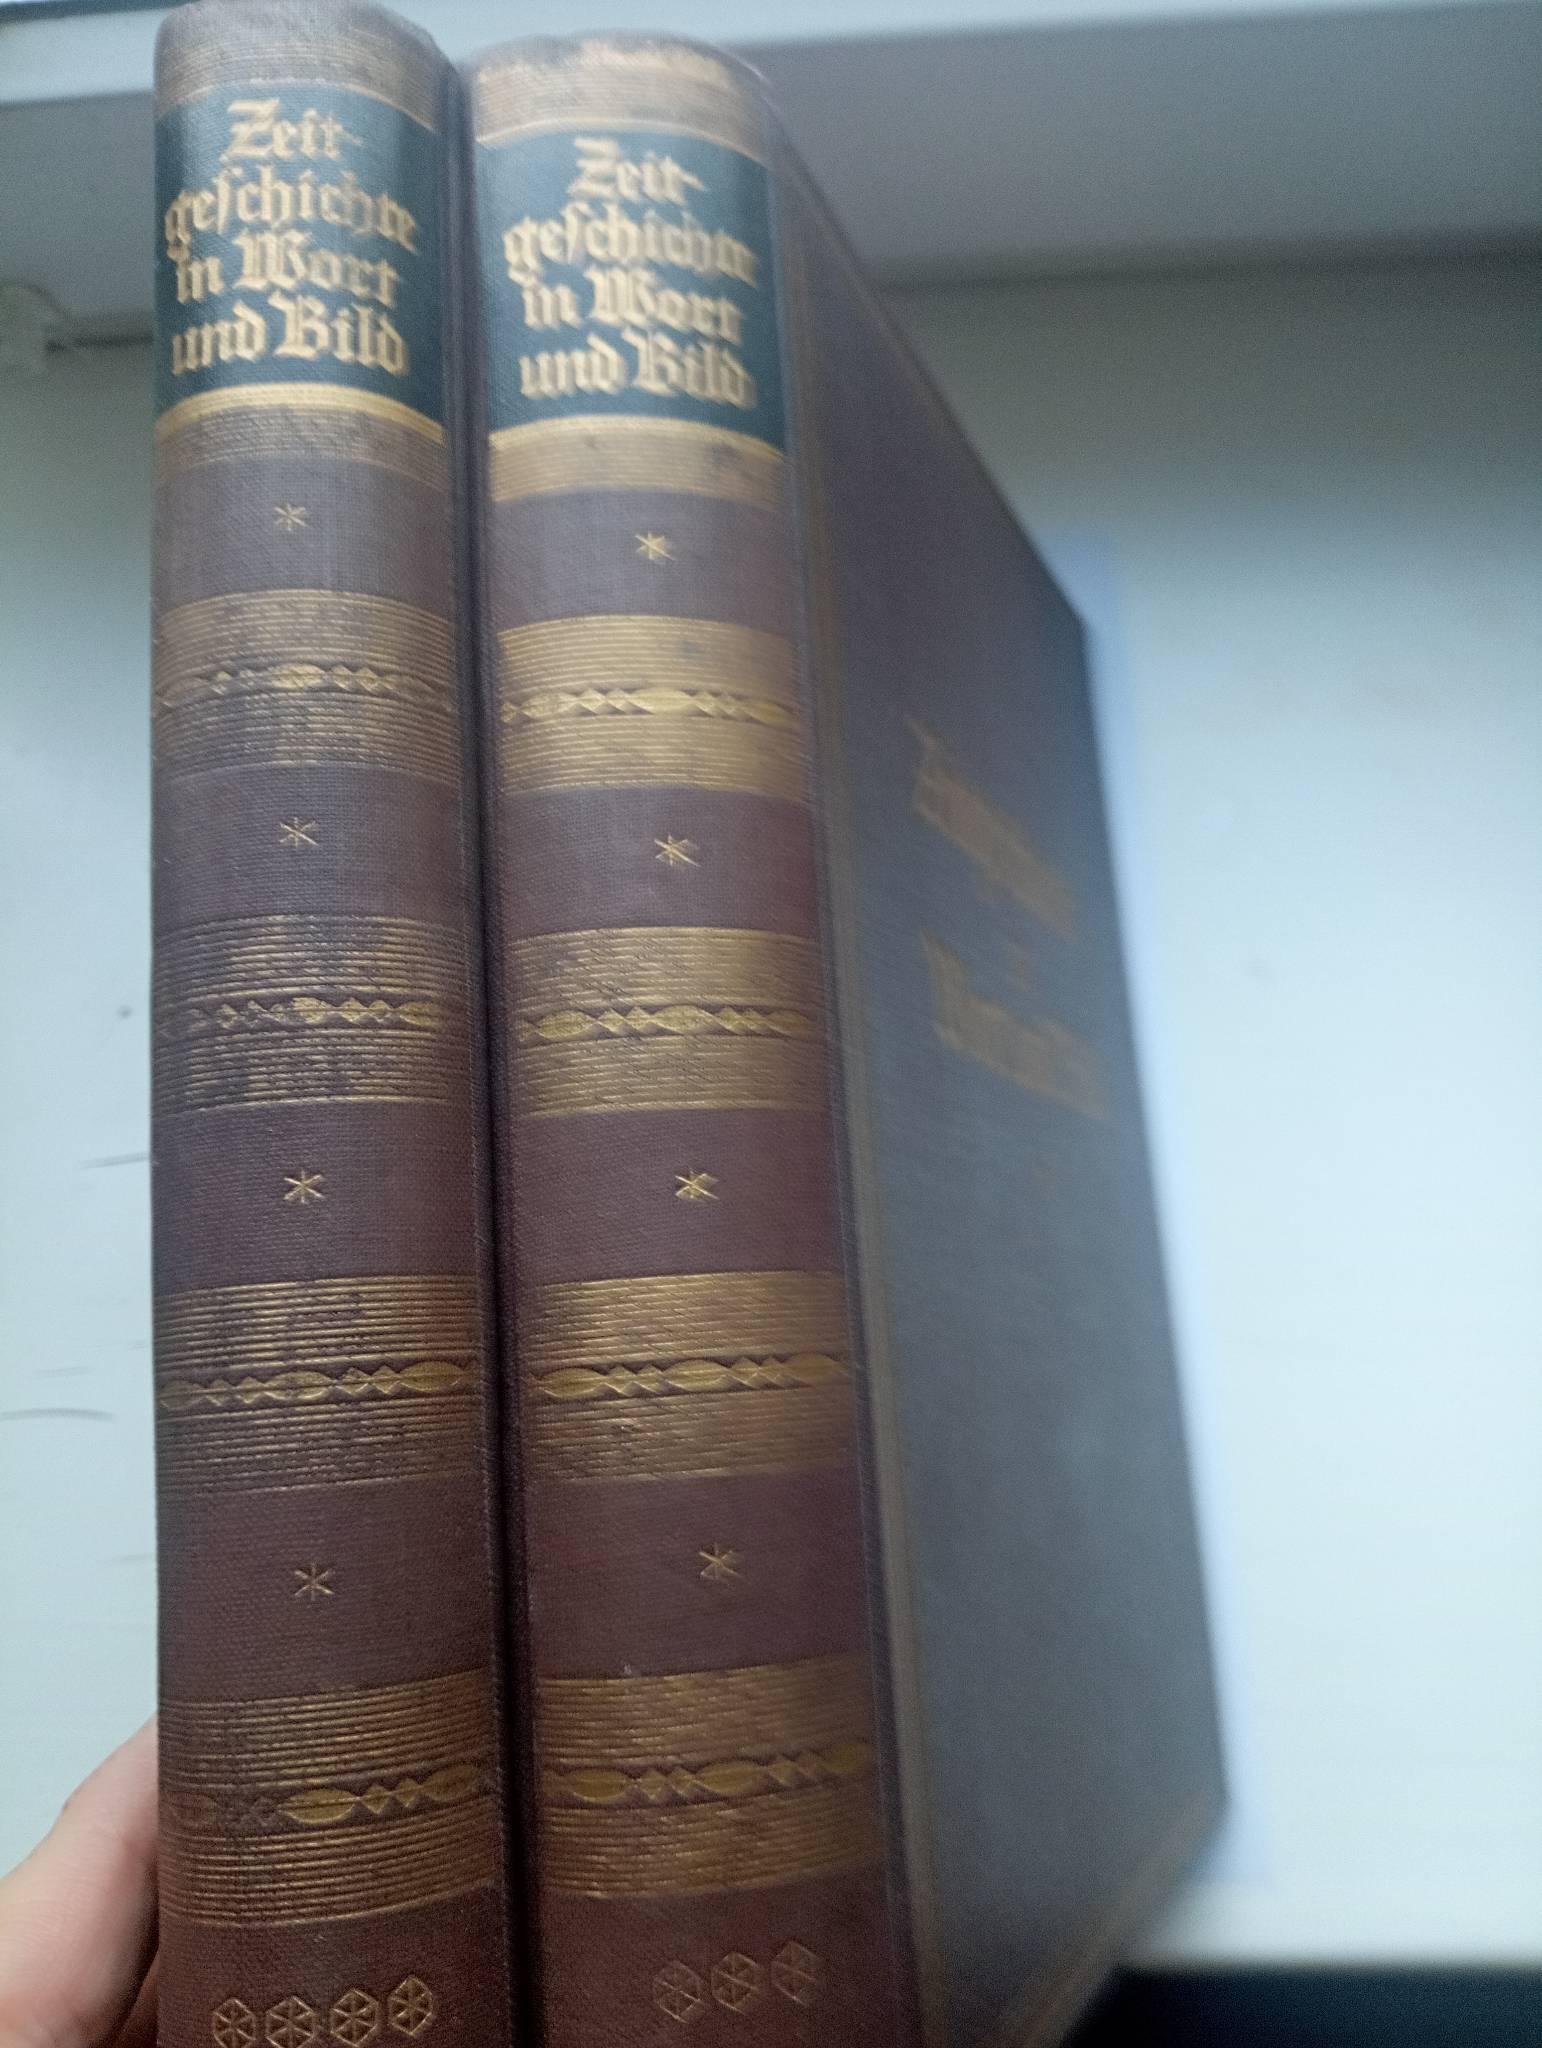 Zeit-
geschichte
in Wort
und Bild
Zeit-
geschichte
in Wort
und Bild